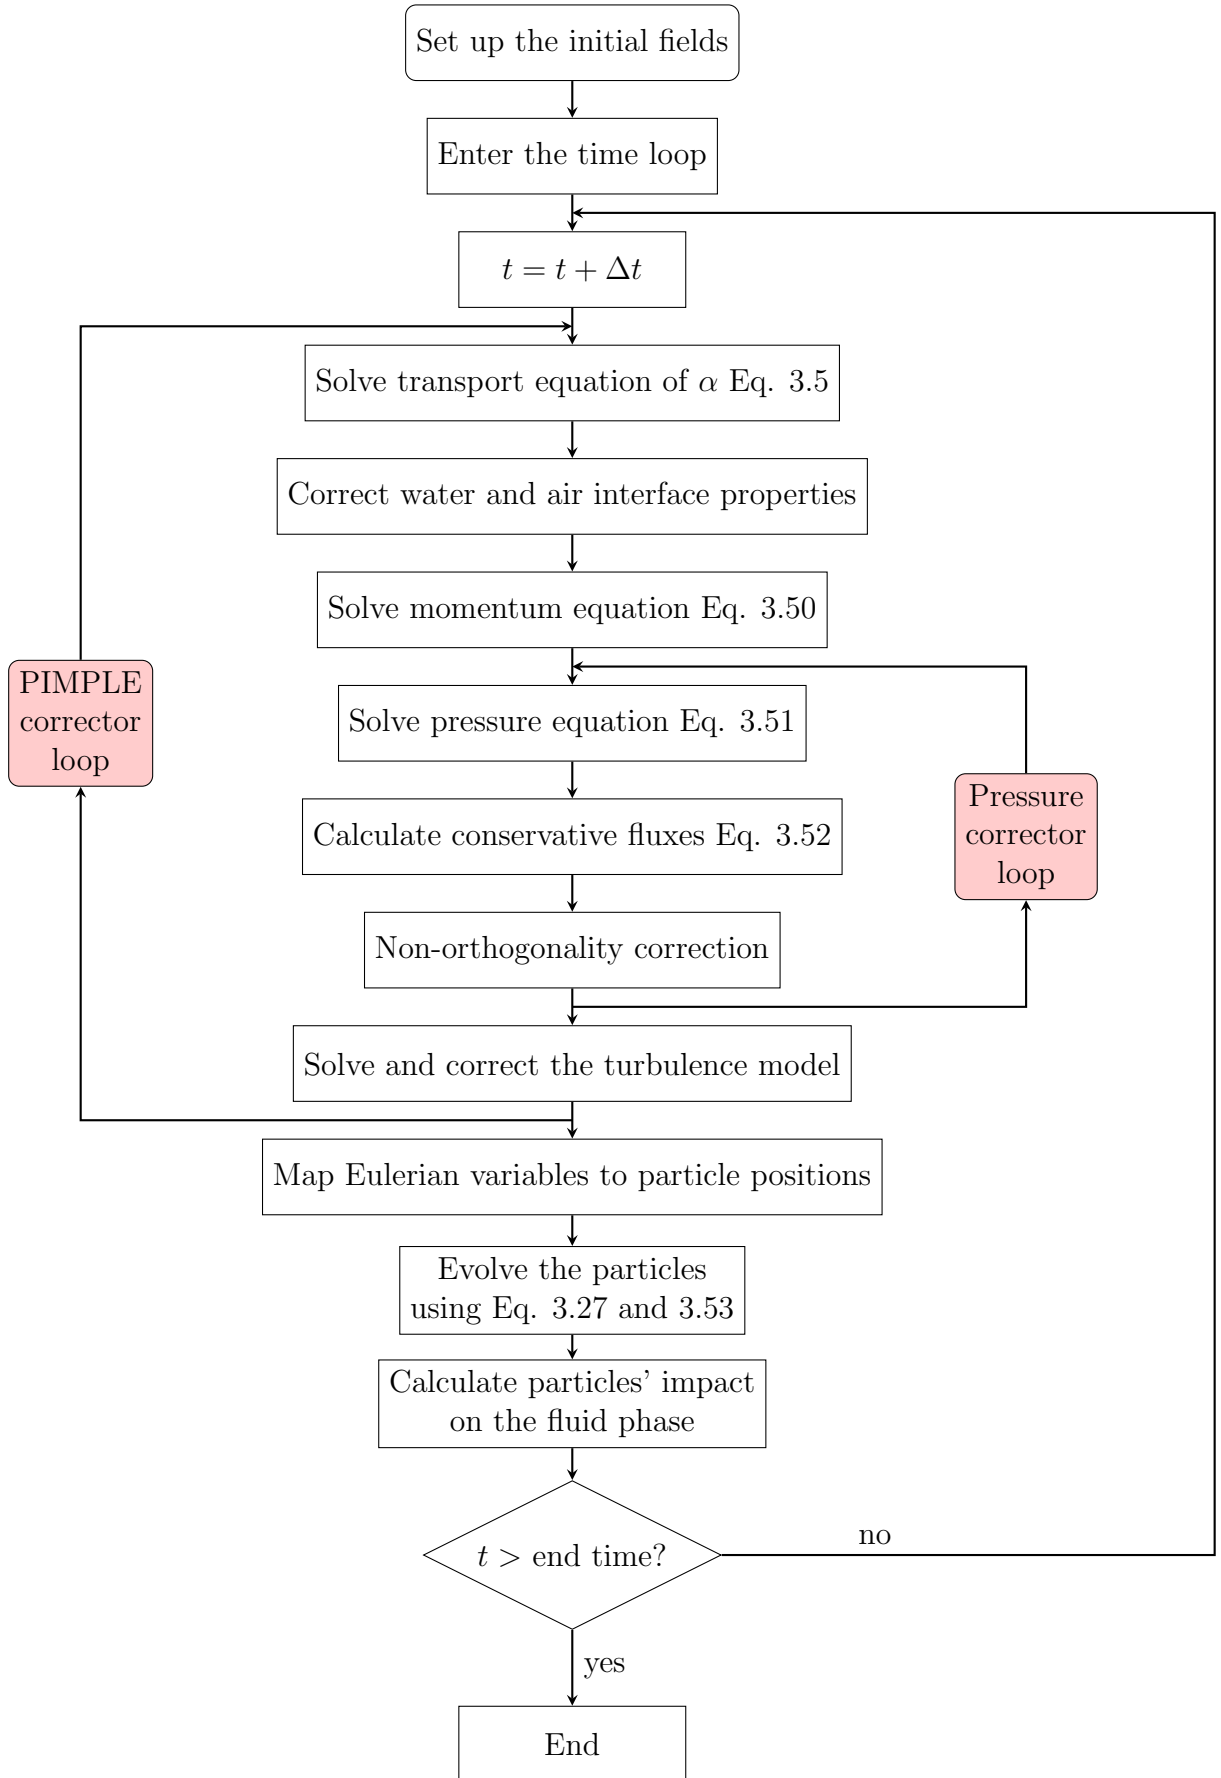 Set up the initial fields
Enter the time loop
t = t + Δt
Solve transport equation of α Eq. 3.5
Correct water and air interface properties
Solve momentum equation Eq. 3.50
PIMPLE
corrector
loop
Solve pressure equation Eq. 3.51
Calculate conservative fluxes Eq. 3.52
Pressure
corrector
loop
Non-orthogonality correction
Solve and correct the turbulence model
Map Eulerian variables to particle positions
Evolve the particles
using Eq. 3.27 and 3.53
Calculate particles’ impact
on the fluid phase
t > end time?
no
yes
End